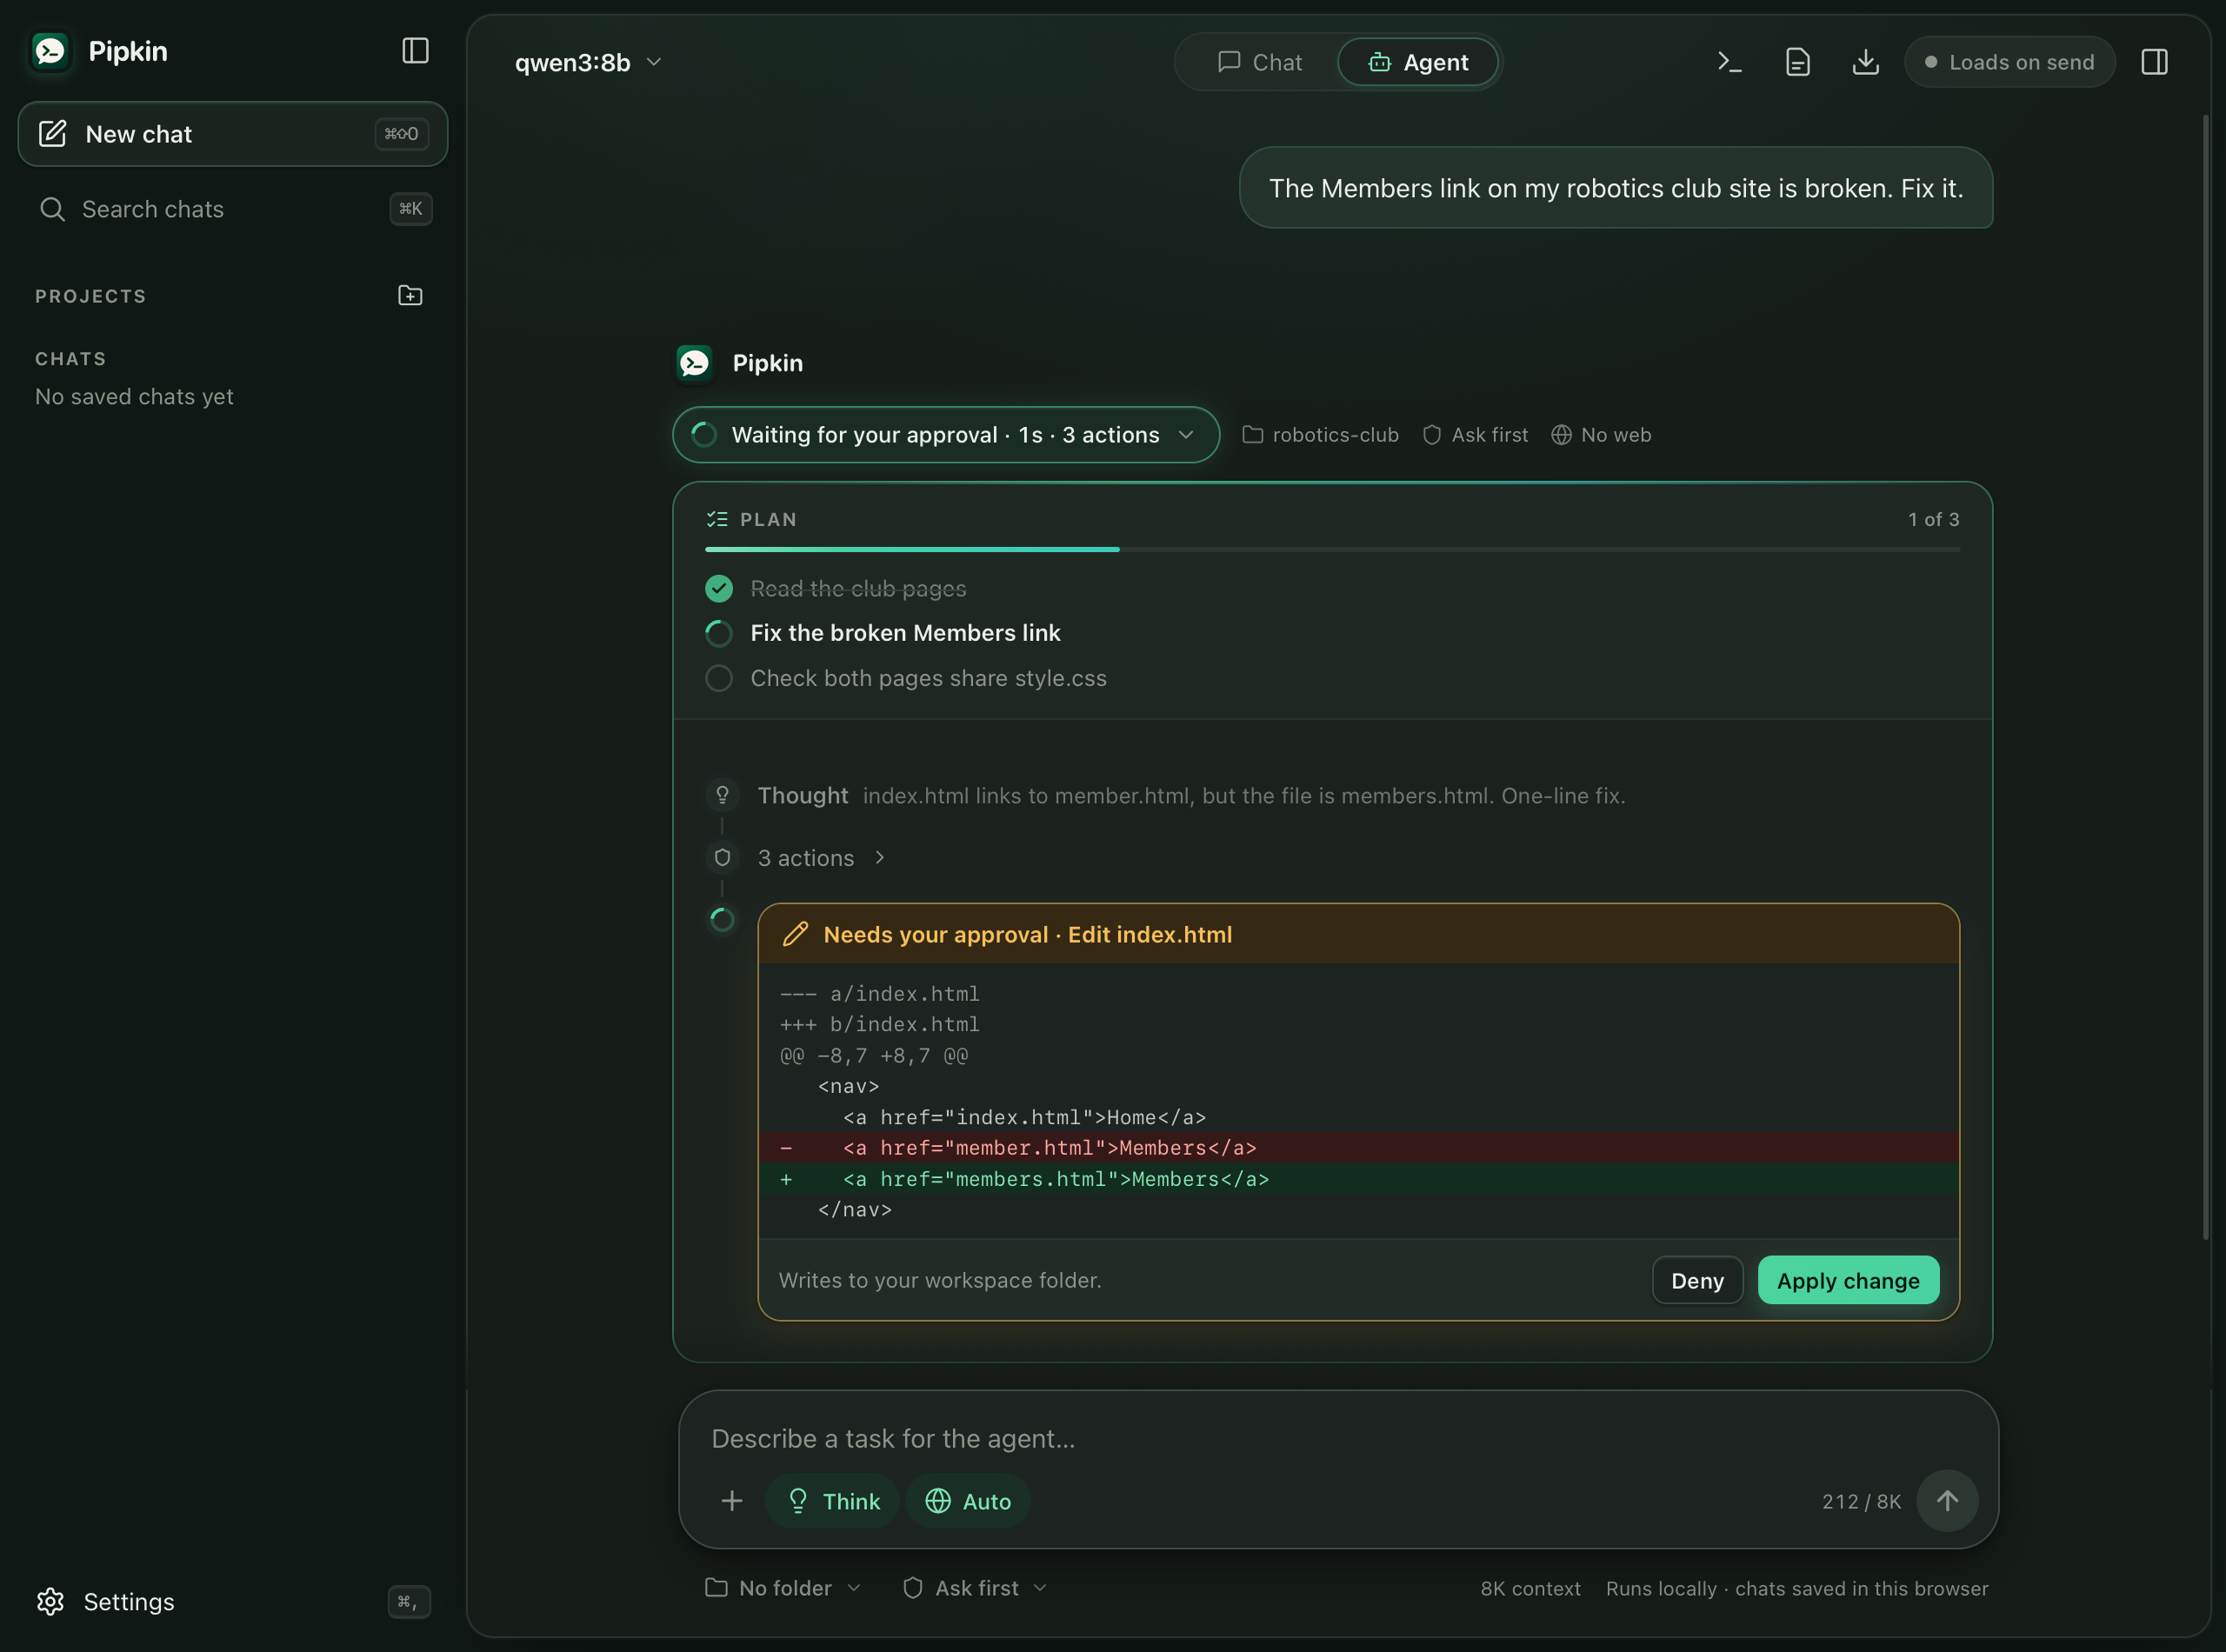 Pipkin
New chat ⌘⇧O
Search chats ⌘K
PROJECTS
CHATS
No saved chats yet
Settings ⌘,
qwen3:8b
Chat
Agent
Loads on send
The Members link on my robotics club site is broken. Fix it.
Pipkin
Waiting for your approval · 1s · 3 actions
robotics-club
Ask first
No web
PLAN
1 of 3
Read the club pages
Fix the broken Members link
Check both pages share style.css
Thought index.html links to member.html, but the file is members.html. One-line fix.
3 actions
Needs your approval · Edit index.html
--- a/index.html
+++ b/index.html
@@ -8,7 +8,7 @@
<nav>
<a href="index.html">Home</a>
- <a href="member.html">Members</a>
+ <a href="members.html">Members</a>
</nav>
Writes to your workspace folder.
Deny
Apply change
Describe a task for the agent...
Think
Auto
212 / 8K
No folder
Ask first
8K context
Runs locally · chats saved in this browser